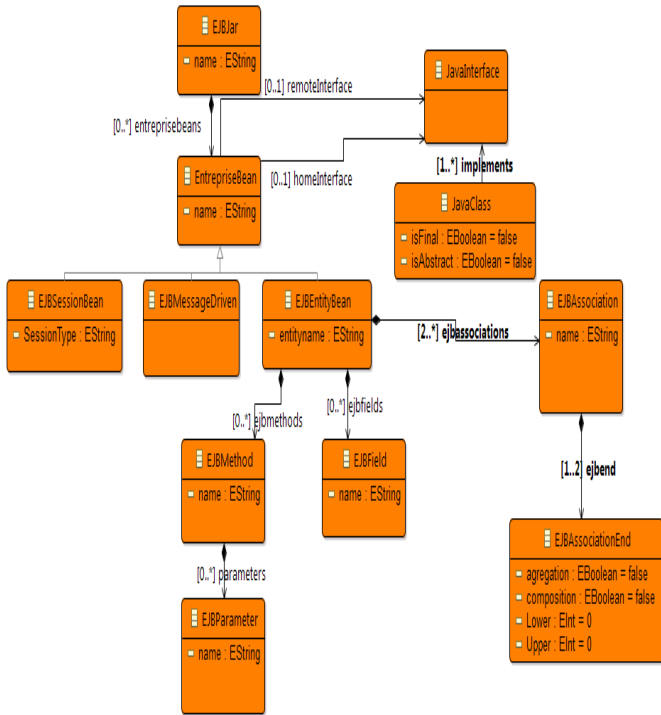 EJBJar
name : EString
[0..*] entreprisebeans
[0..1] remoteInterface
JavaInterface
EntrepriseBean
name : EString
[0..1] homeInterface
[1..*] implements
JavaClass
isFinal : EBoolean = false
isAbstract : EBoolean = false
EJBSessionBean
SessionType : EString
EJBMessageDriven
EJBEntityBean
entityname : EString
[2..*] ejbassociations
EJBAssociation
name : EString
[0..*] ejbmethods
[0..*] ejbfields
EJBMethod
name : EString
EJBField
name : EString
[1..2] ejbend
EJBAssociationEnd
agregation : EBoolean = false
composition : EBoolean = false
Lower : EInt = 0
Upper : EInt = 0
[0..*] parameters
EJBParameter
name : EString